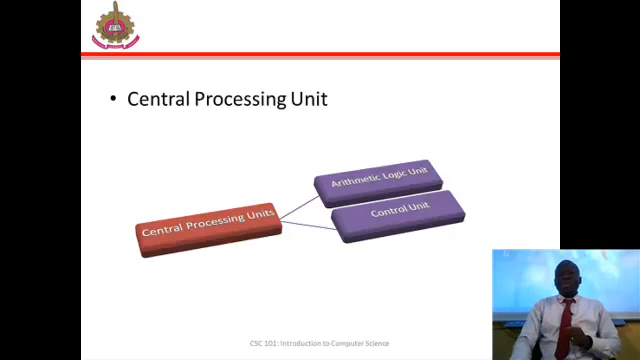 • Central Processing Unit
Arithmetic Logic Unit
Central Processing Units
Control Unit
CSC 101: Introduction to Computer Science